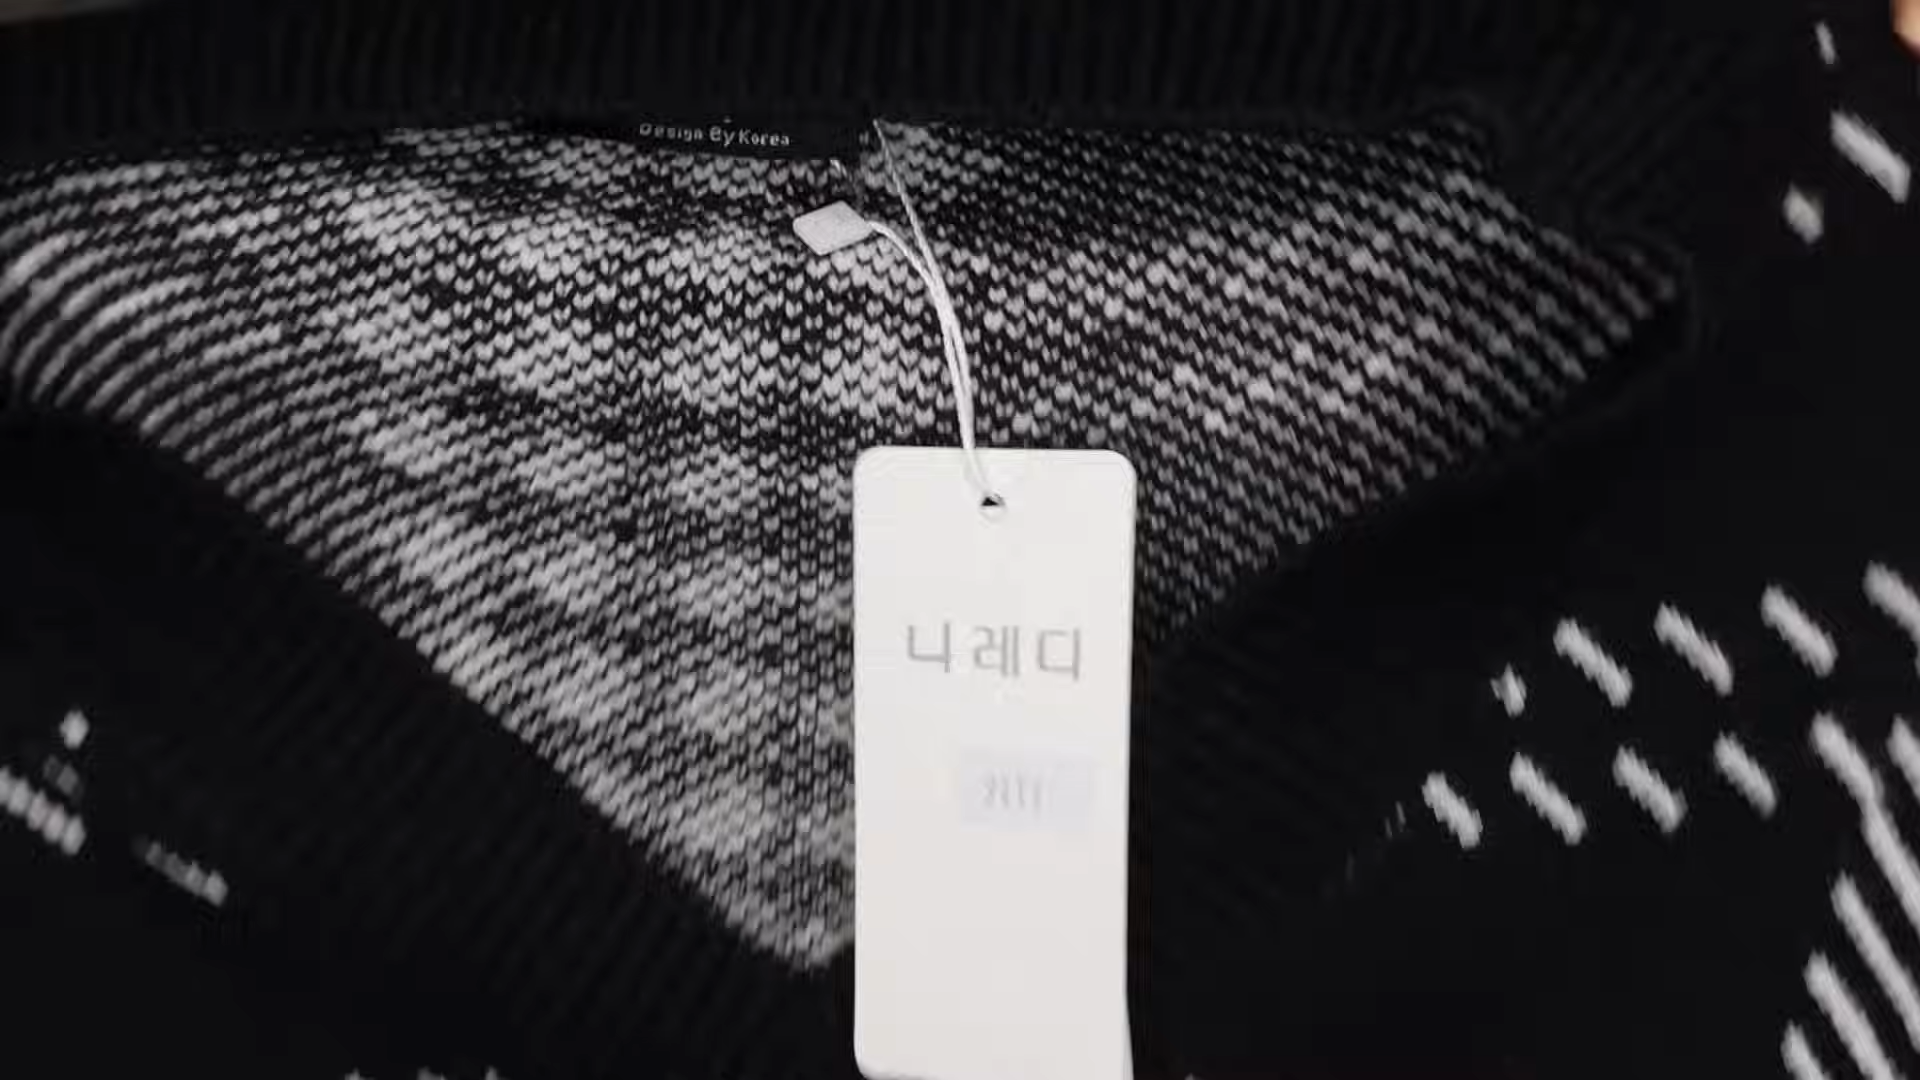 Design By Korea
니레디